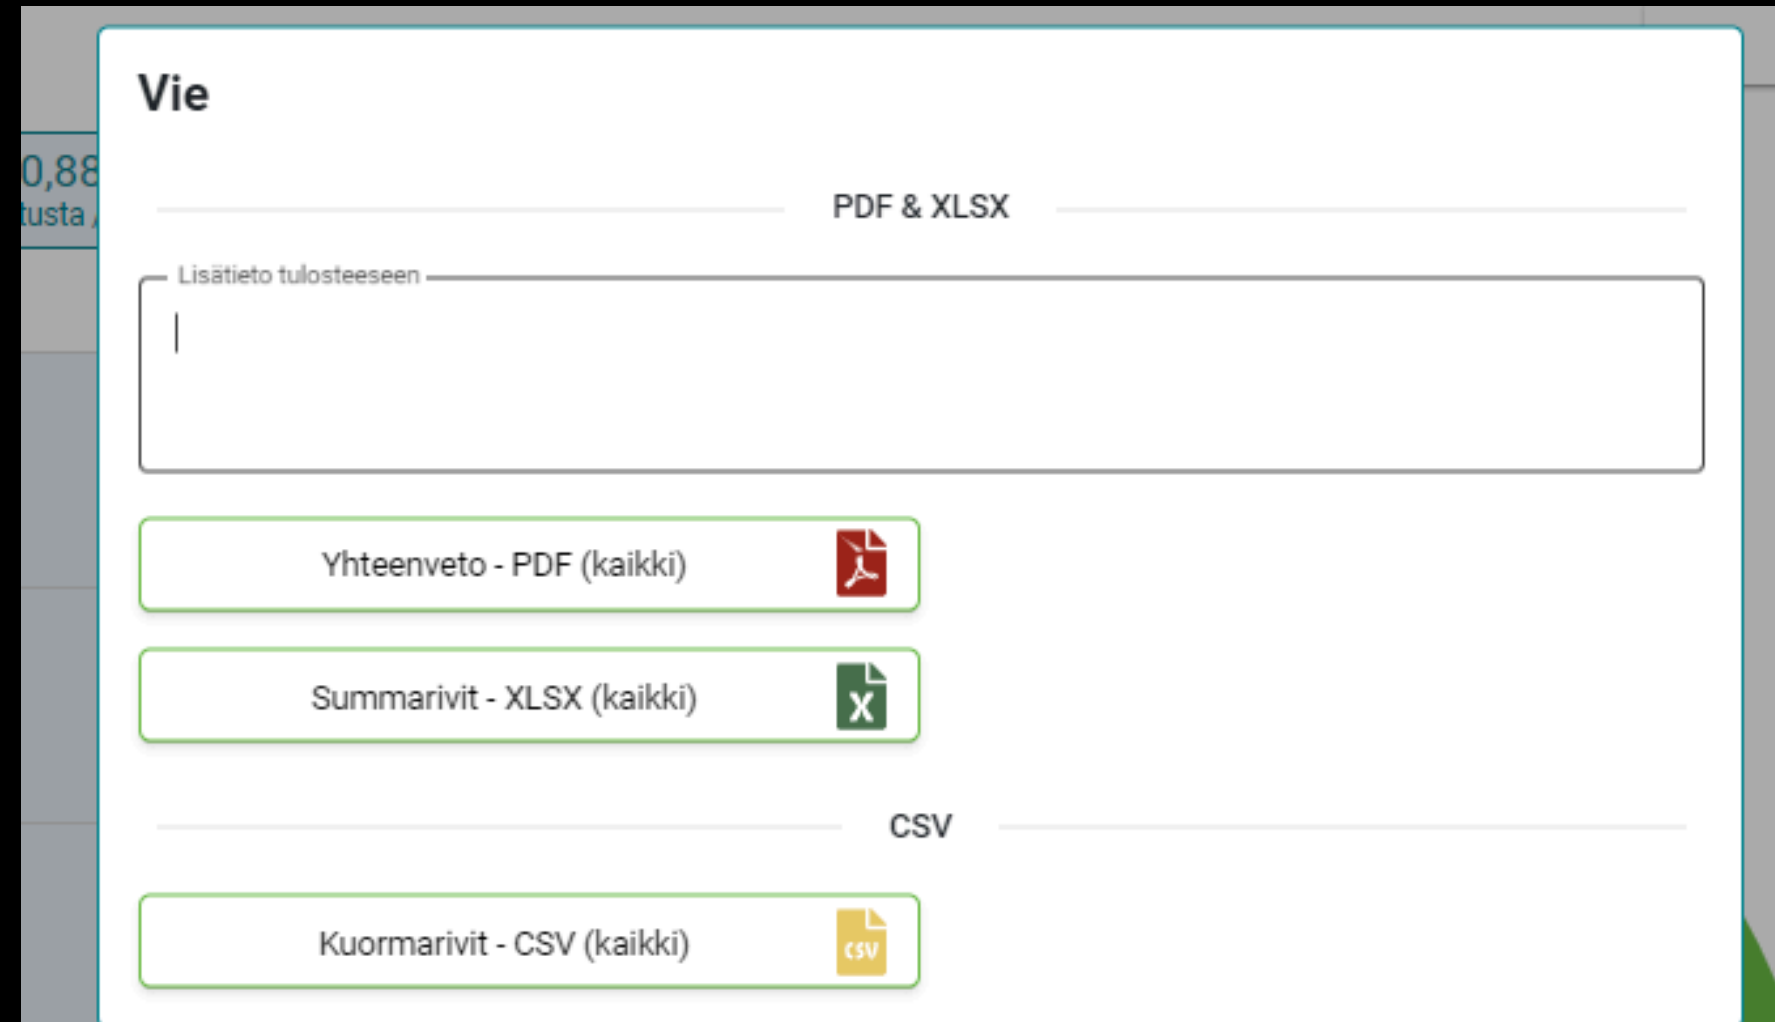 Vie
0,88
tusta /
PDF & XLSX
Lisätieto tulosteeseen
Yhteenveto - PDF (kaikki)
Summarivit - XLSX (kaikki)
X
CSV
Kuormarivit - CSV (kaikki)
CSV